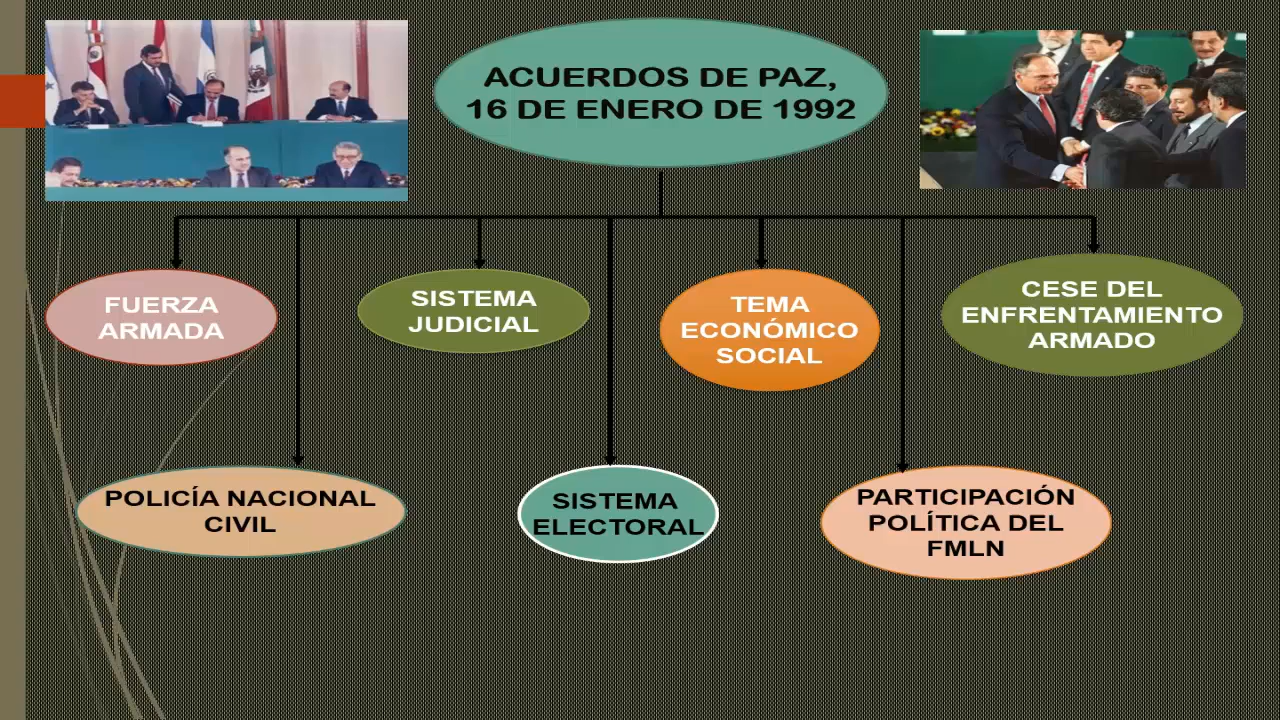 ACUERDOS DE PAZ,
16 DE ENERO DE 1992
FUERZA
ARMADA
SISTEMA
JUDICIAL
TEMA
ECONÓMICO
SOCIAL
CESE DEL
ENFRENTAMIENTO
ARMADO
POLICÍA NACIONAL
CIVIL
SISTEMA
ELECTORAL
PARTICIPACIÓN
POLÍTICA DEL
FMLN